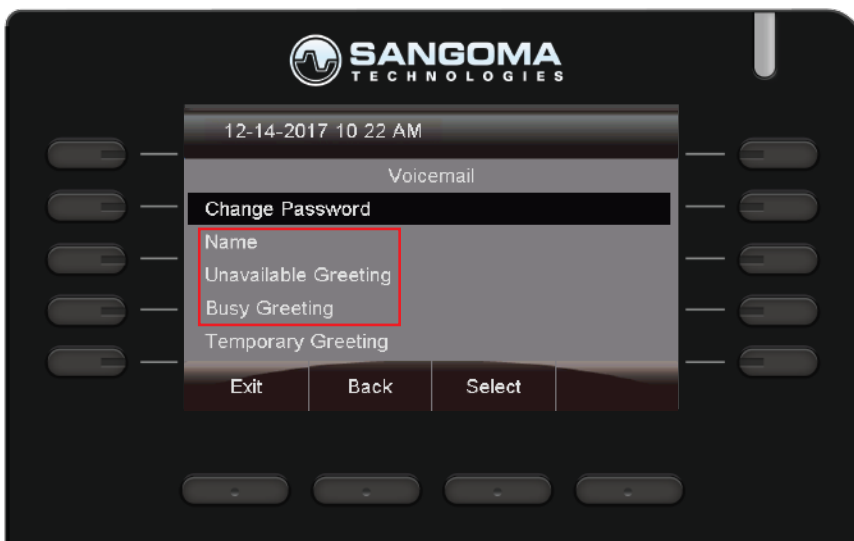 SANGOMA
TECHNOLOGIES
12-14-2017 10 22 AM
Voicemail
Change Password
Name
Unavailable Greeting
Busy Greeting
Temporary Greeting
Exit Back Select